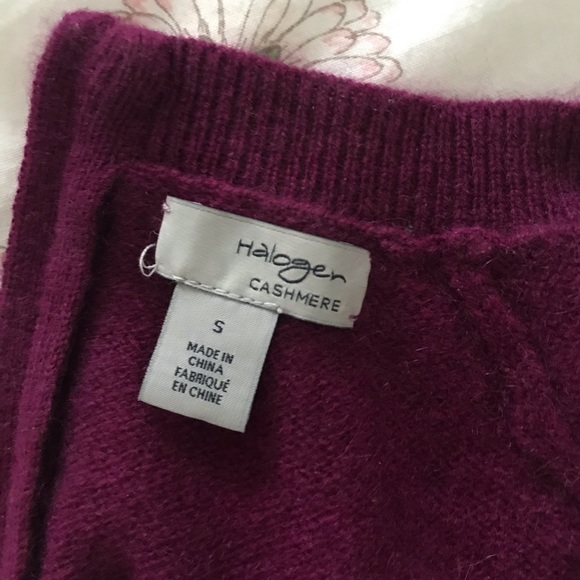 Halogen
CASHMERE
S
MADE IN
CHINA
FABRIQUÉ
EN CHINE